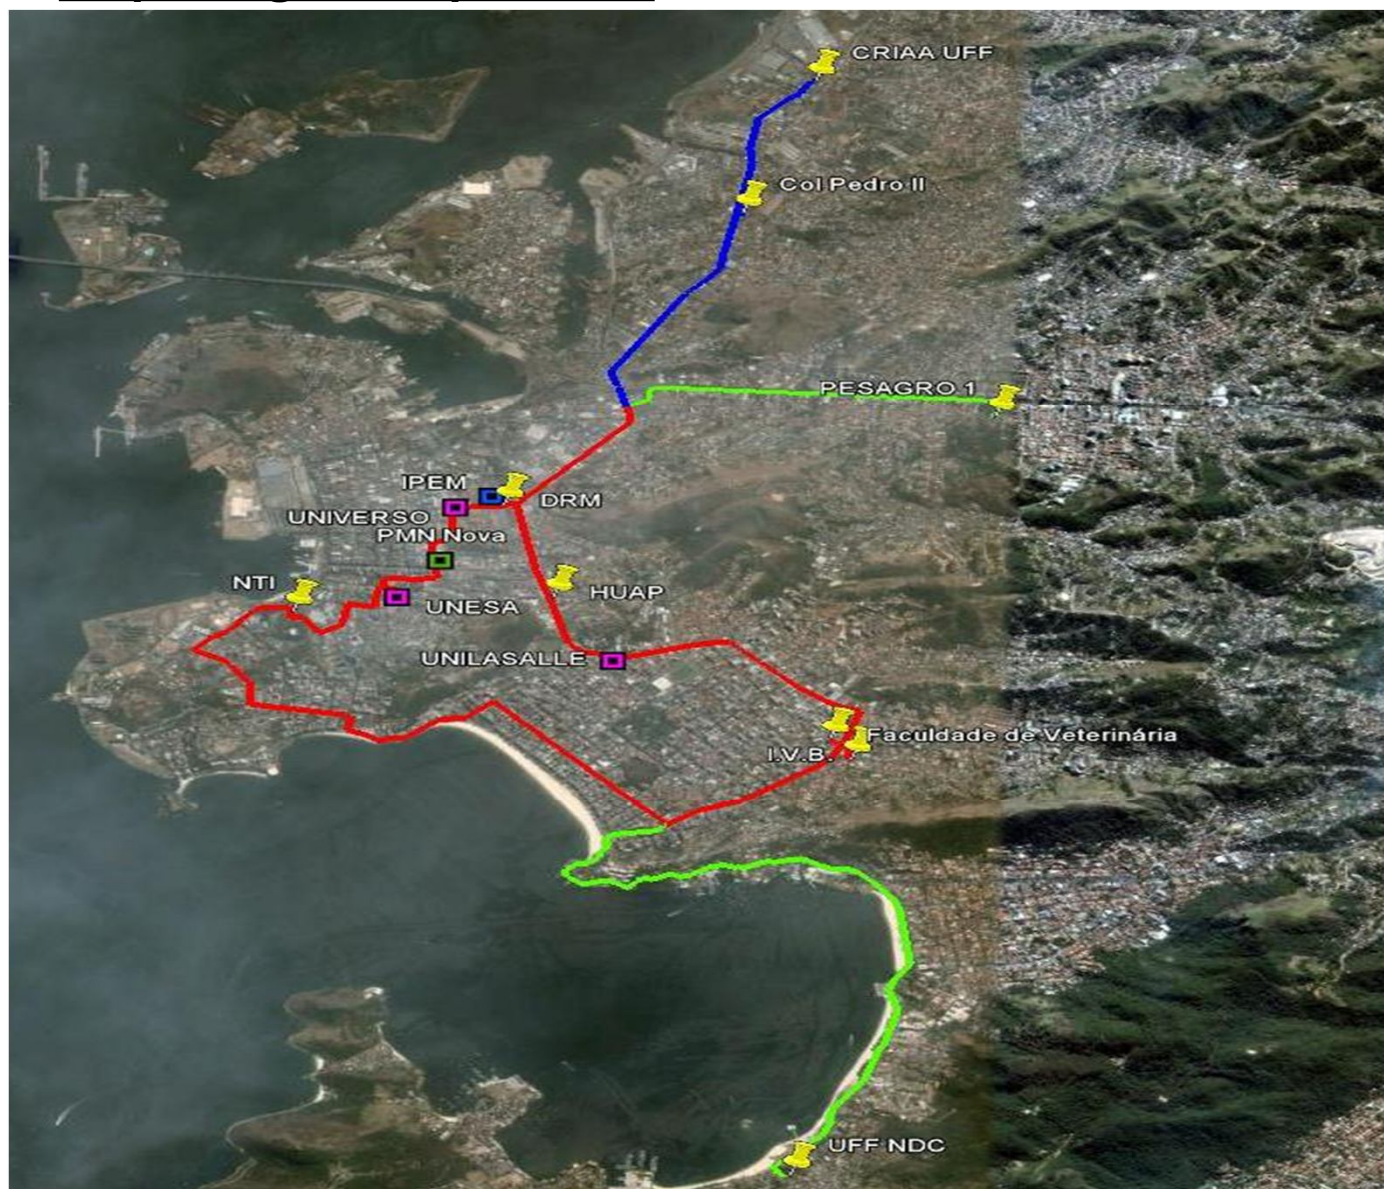 CRIAA UFF
Col Pedro II
PESAGRO 1
IPEM
DRM
UNIVERSO
PMN Nova
NTI
HUAP
UNESA
UNILASALLE
Faculdade de Veterinária
I.V.B.
UFF NDC